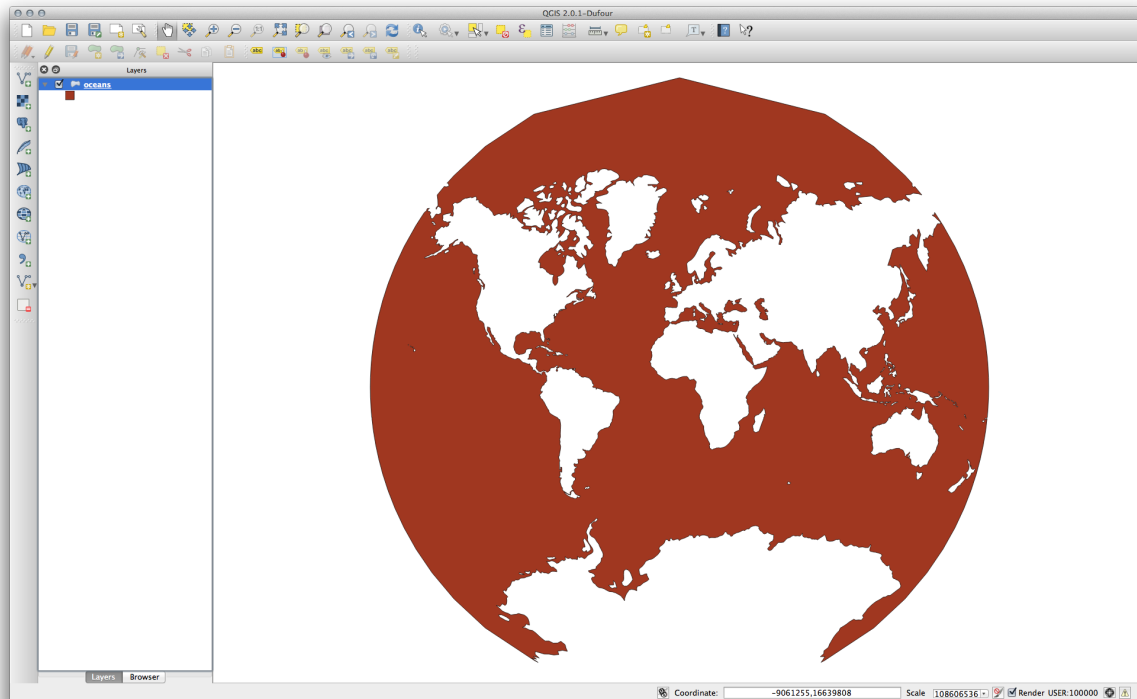 QGIS 2.0.1-Dufour
Layers
oceans
Layers Browser
Coordinate: -9061255,16639808 Scale 108606536 Render USER:100000